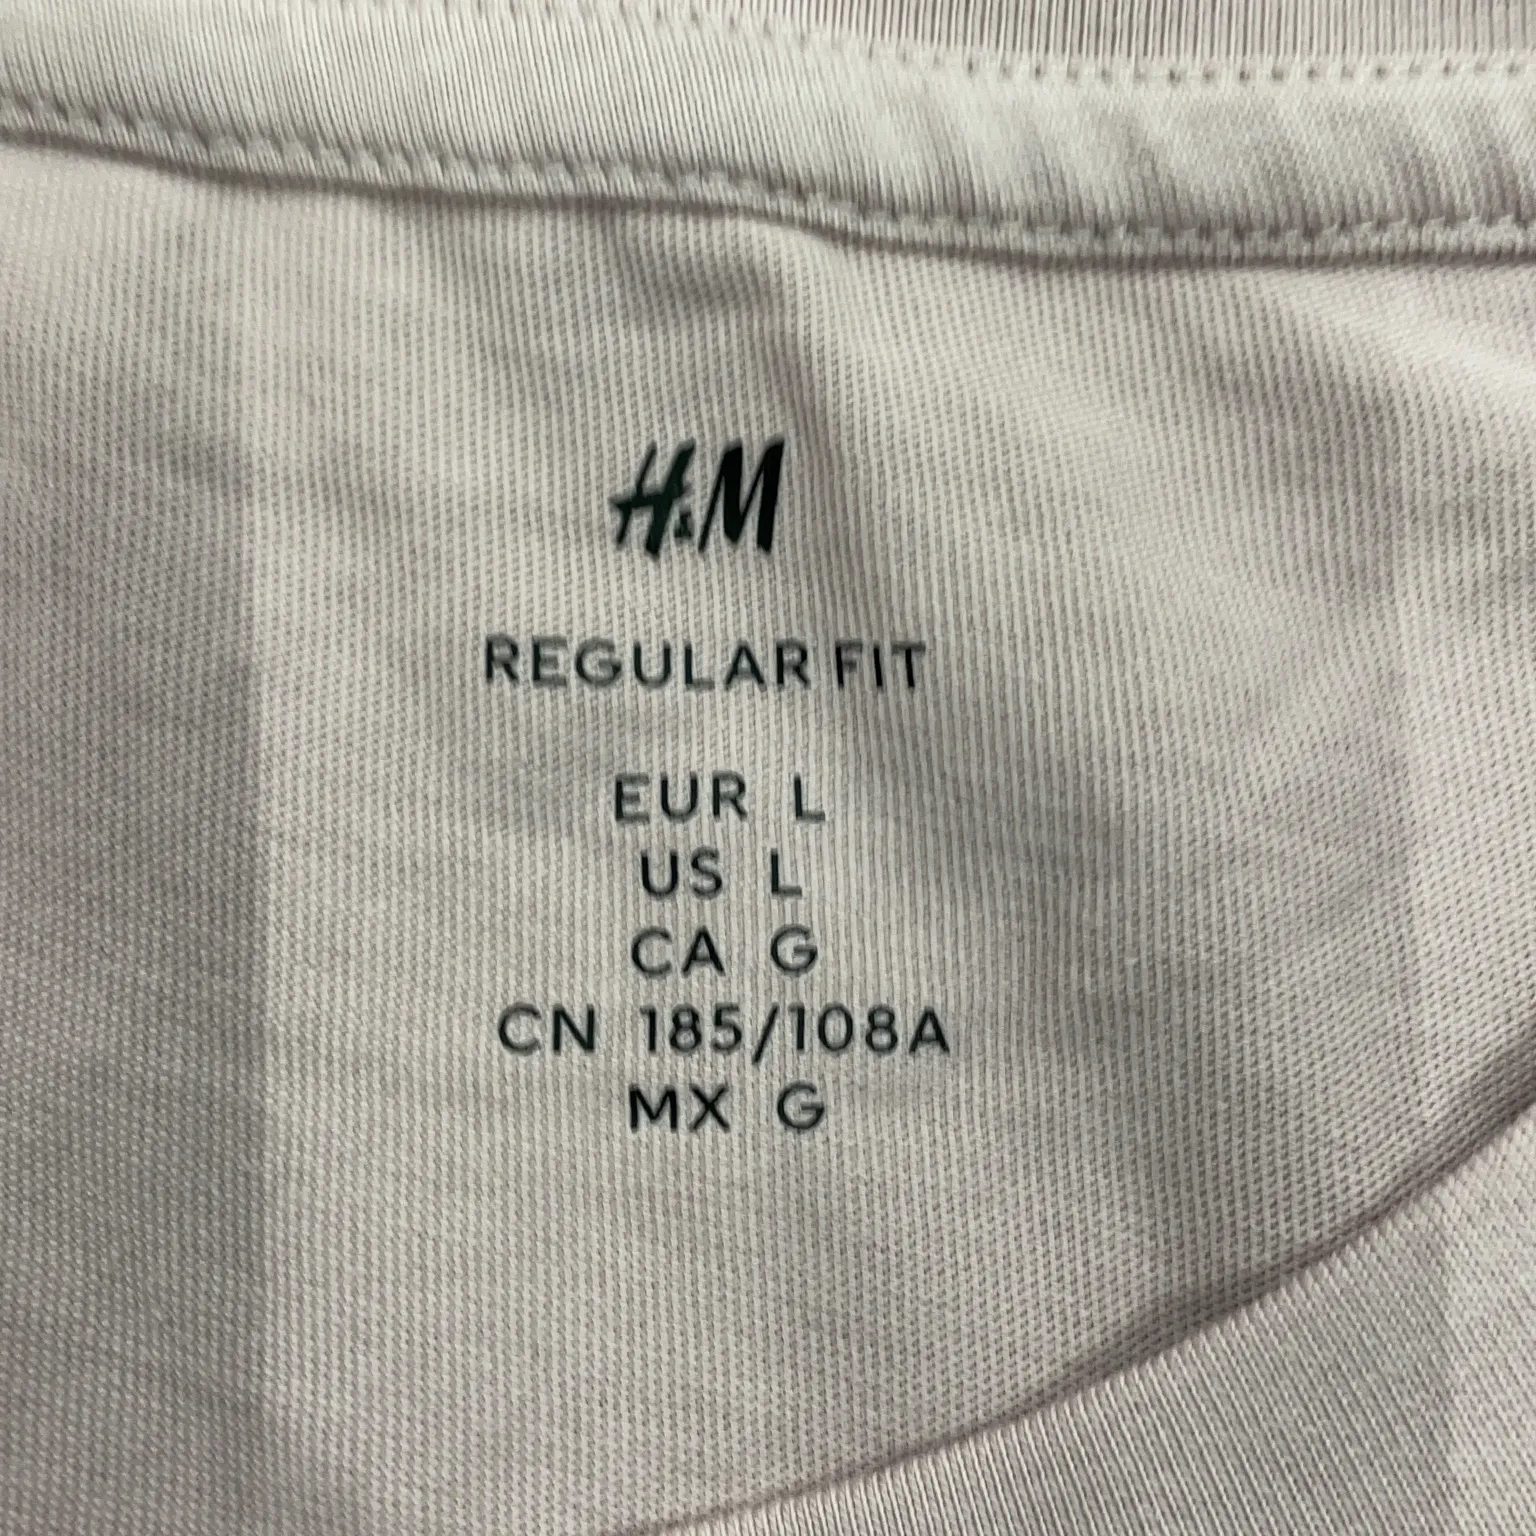 H&M
REGULAR FIT
EUR L
US L
CA G
CN 185/108A
MX G